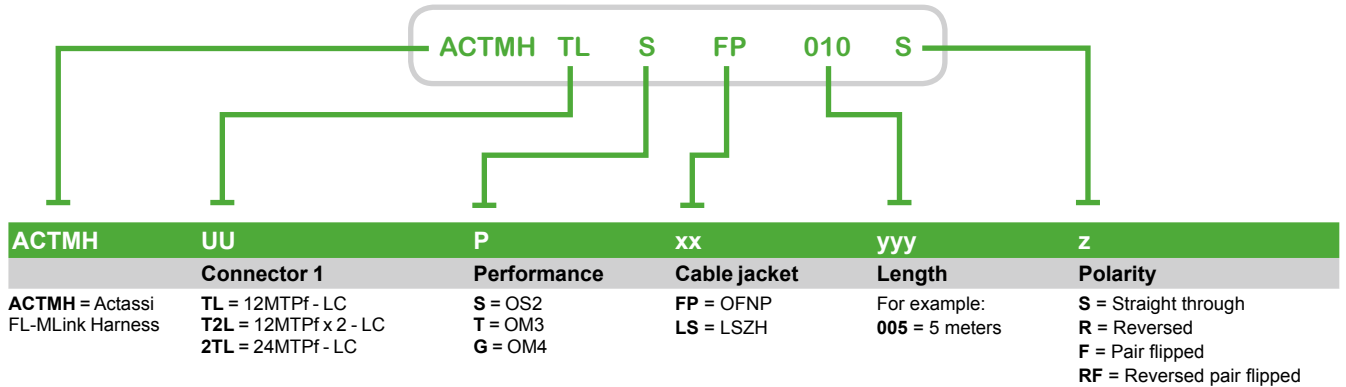 ACTMH TL S FP 010 S
ACTMH UU P xx yyy z
Connector 1 Performance Cable jacket Length Polarity
ACTMH = Actassi TL = 12MTPf - LC S = OS2 FP = OFNP For example: S = Straight through
FL-MLink Harness T2L = 12MTPf x 2 - LC T = OM3 LS = LSZH 005 = 5 meters R = Reversed
2TL = 24MTPf - LC G = OM4 F = Pair flipped
RF = Reversed pair flipped